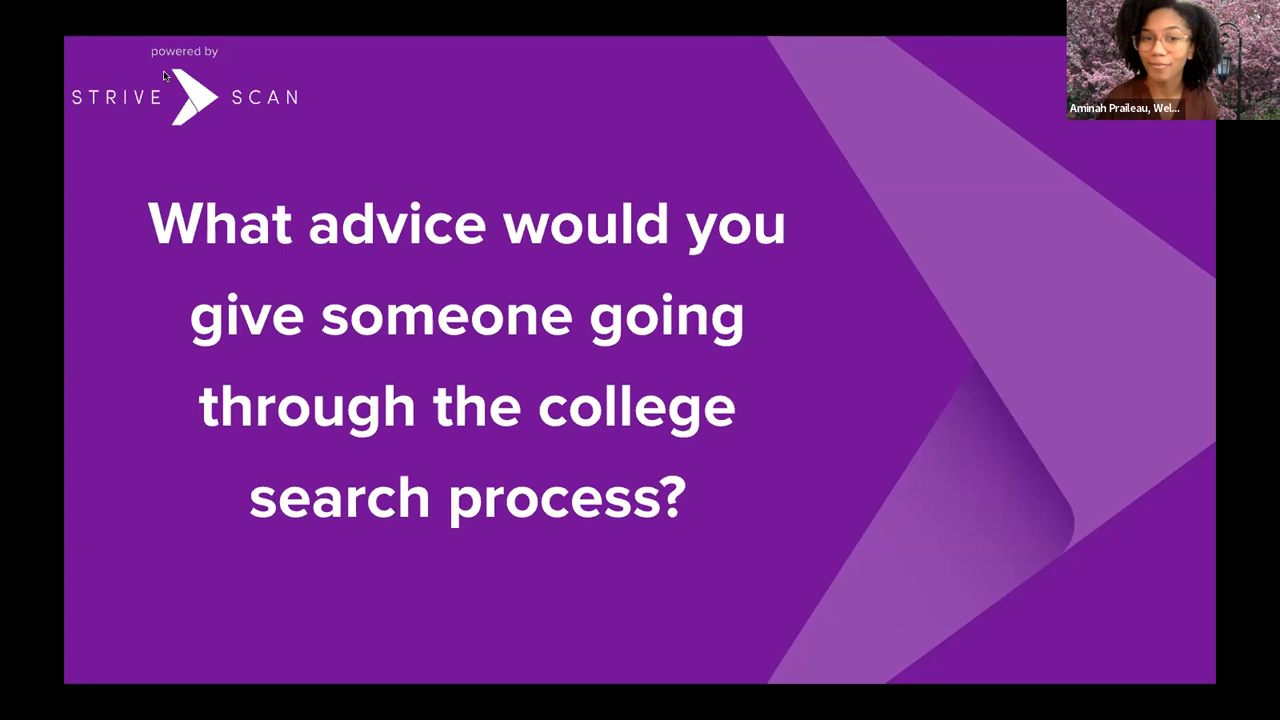 powered by
STRIVE SCAN
Aminah Praileau, Wel...
What advice would you
give someone going
through the college
search process?